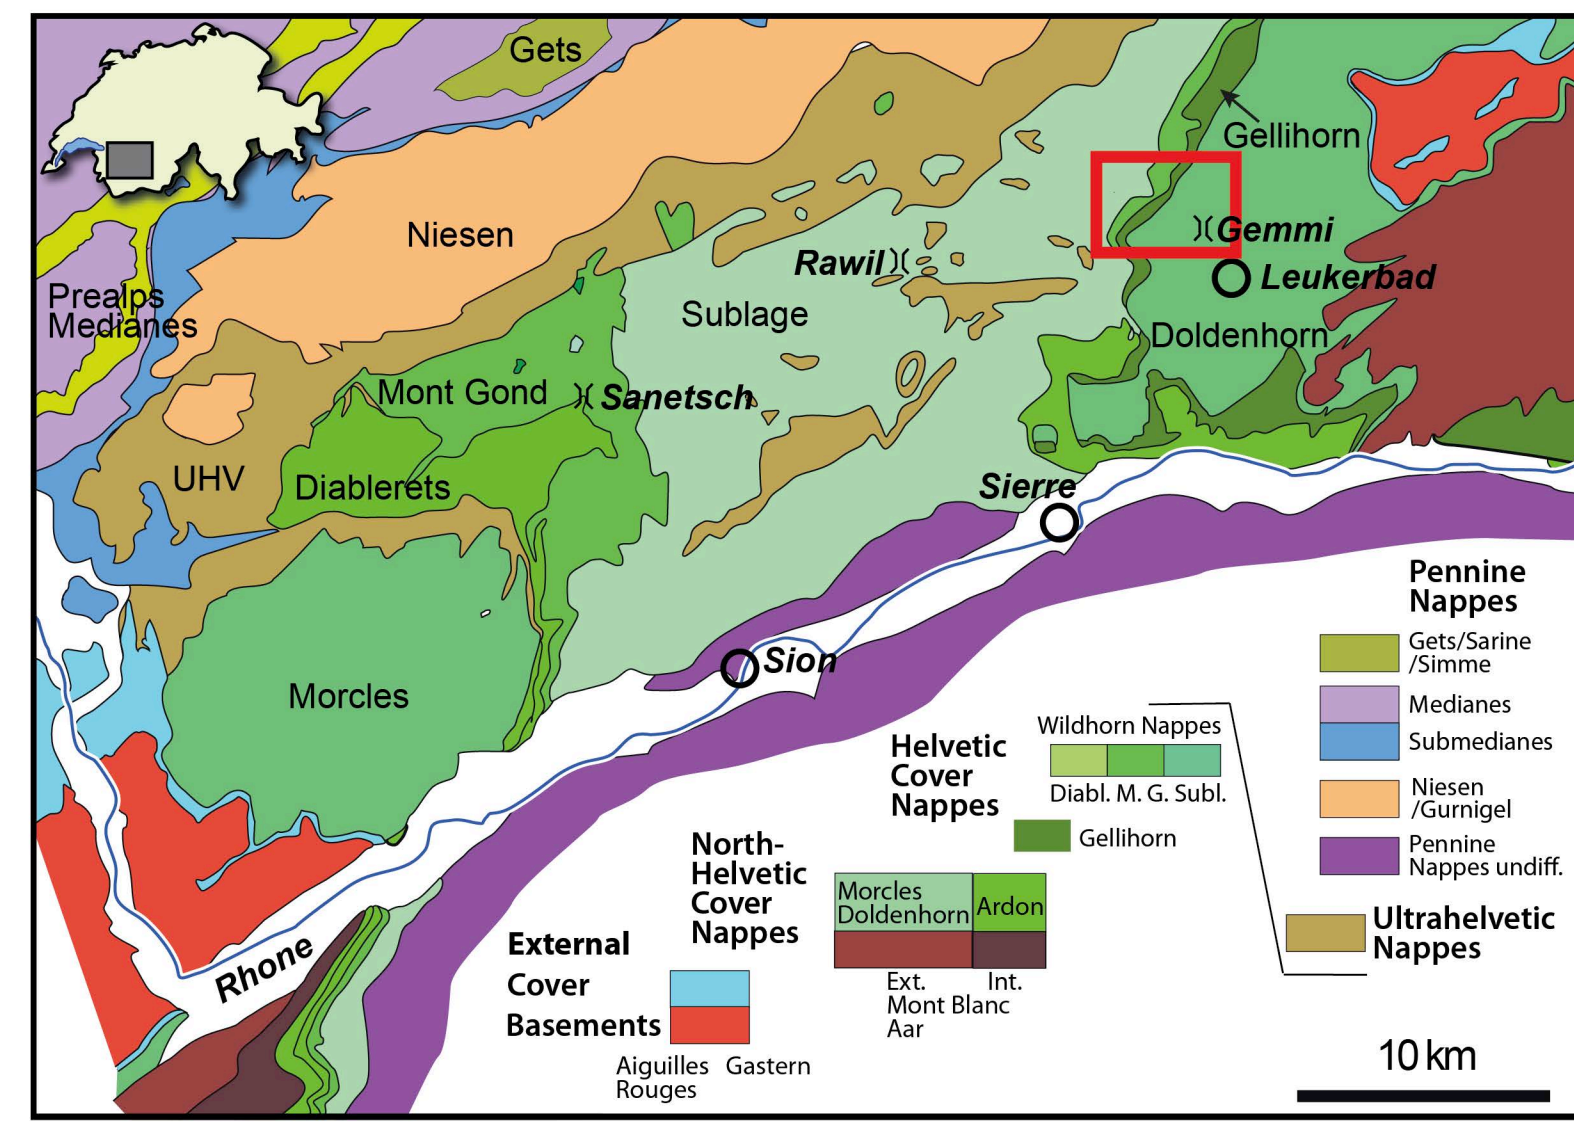 Gets
Gellihorn
Niesen
Gemmi
Rawil
Leukerbad
Prealps
Medianes
Sublage
Doldenhorn
Mont Gond
Sanetsch
UHV
Diablerets
Sierre
Sion
Morcles
Rhone
Pennine
Nappes
Gets/Sarine
/Simme
Medianes
Submedianes
Niesen
/Gurnigel
Pennine
Nappes undiff.
Ultrahelvetic
Nappes
Helvetic
Cover
Nappes
Wildhorn Nappes
Diabl. M. G. Subl.
Gellihorn
North-
Helvetic
Cover
Nappes
Morcles
Doldenhorn
Ardon
Ext.
Int.
Mont Blanc
Aar
External
Cover
Basements
Aiguilles Gastern
Rouges
10 km